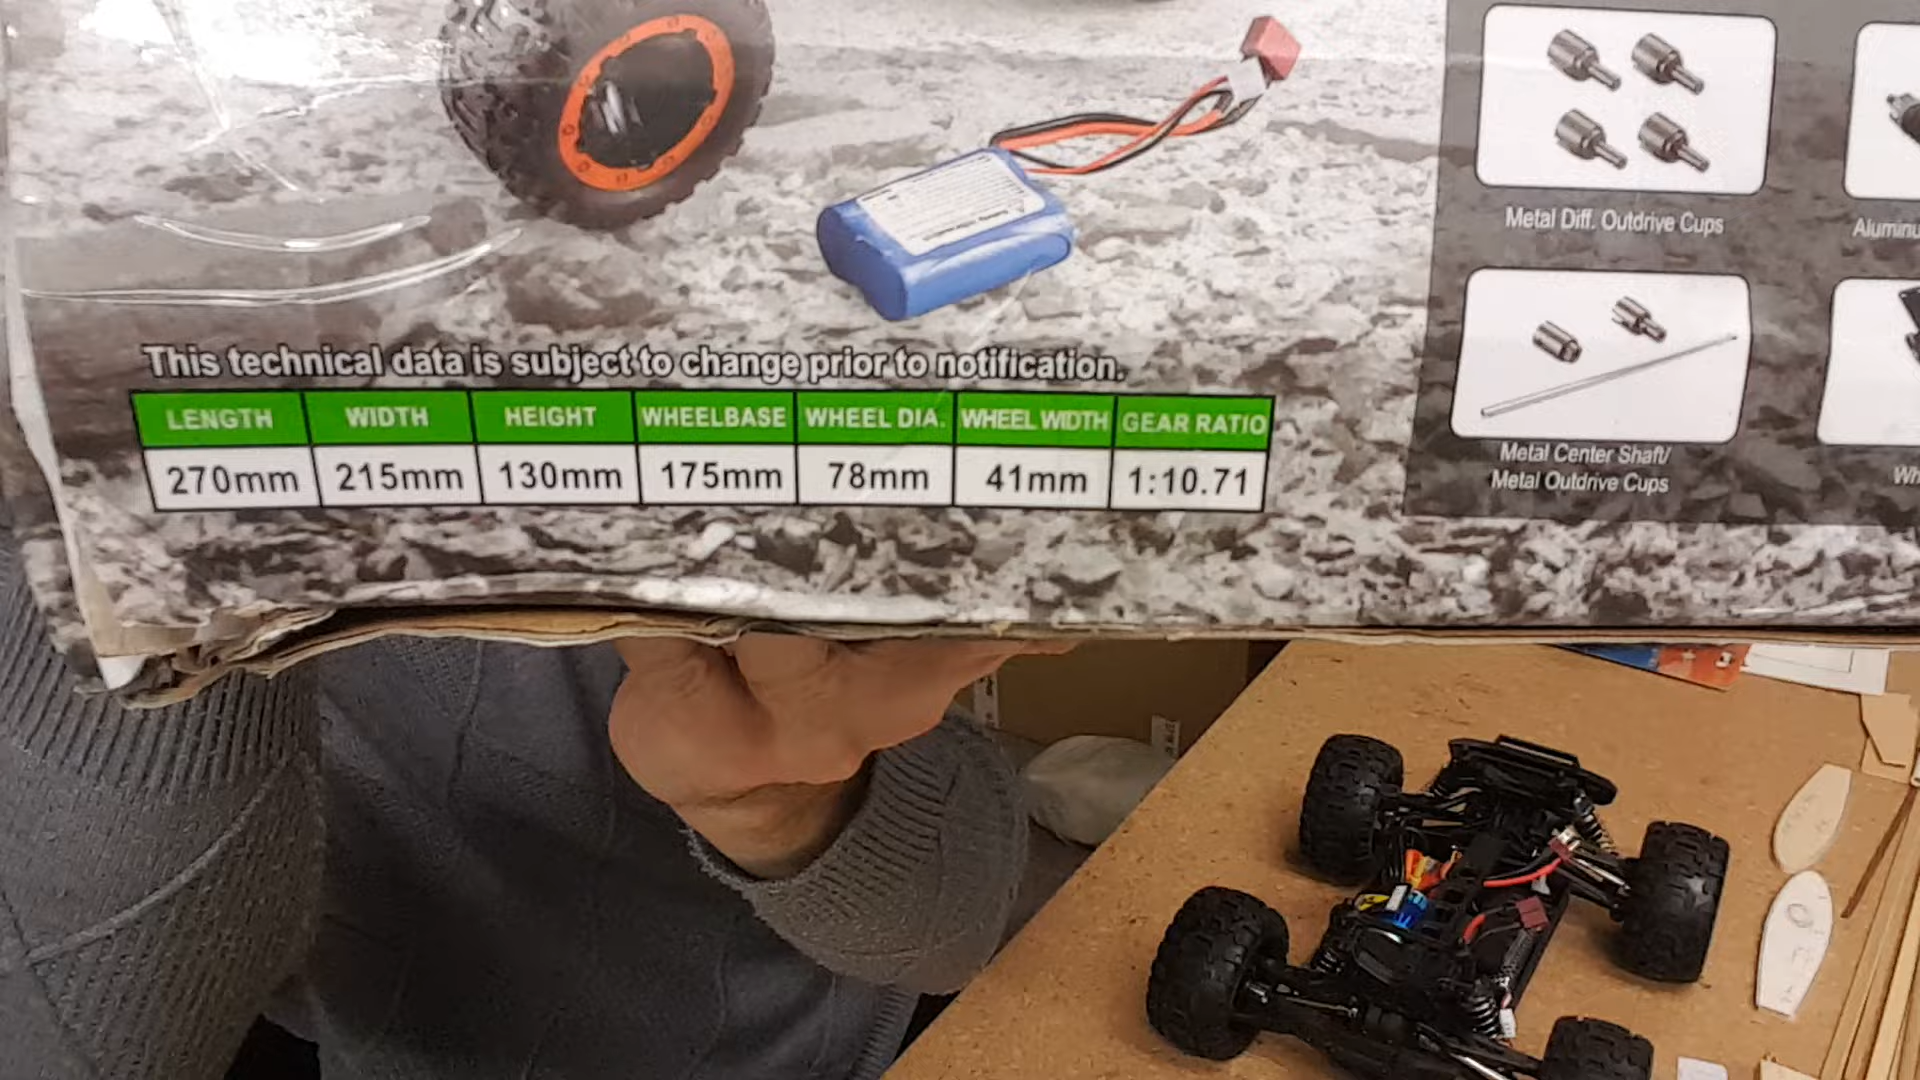 This technical data is subject to change prior to notification.
LENGTH WIDTH HEIGHT WHEELBASE WHEEL DIA. WHEEL WIDTH GEAR RATIO
270mm 215mm 130mm 175mm 78mm 41mm 1:10.71
Metal Diff. Outdrive Cups
Aluminu
Metal Center Shaft/
Metal Outdrive Cups
Wh